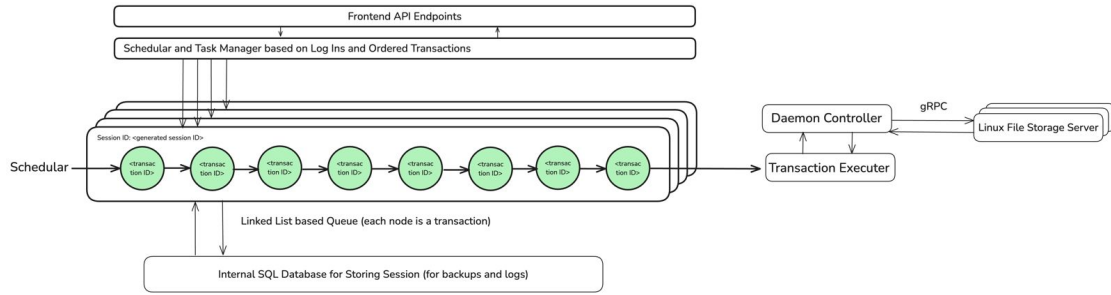 Frontend API Endpoints
Schedular and Task Manager based on Log Ins and Ordered Transactions
Session ID: <generated session ID>
Schedular
<transac
tion ID>
<transac
tion ID>
<transac
tion ID>
<transac
tion ID>
<transac
tion ID>
<transac
tion ID>
<transac
tion ID>
<transac
tion ID>
Linked List based Queue (each node is a transaction)
Internal SQL Database for Storing Session (for backups and logs)
Daemon Controller
gRPC
Linux File Storage Server
Transaction Executer